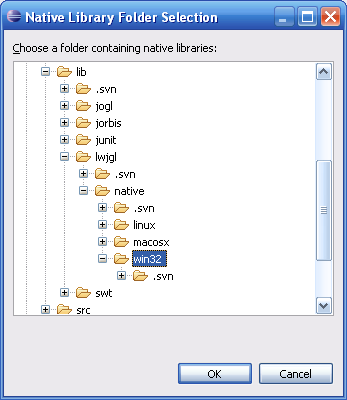 Native Library Folder Selection
Choose a folder containing native libraries:
lib
.svn
jogl
jorbis
junit
lwjgl
.svn
native
.svn
linux
macosx
win32
.svn
swt
src
OK
Cancel